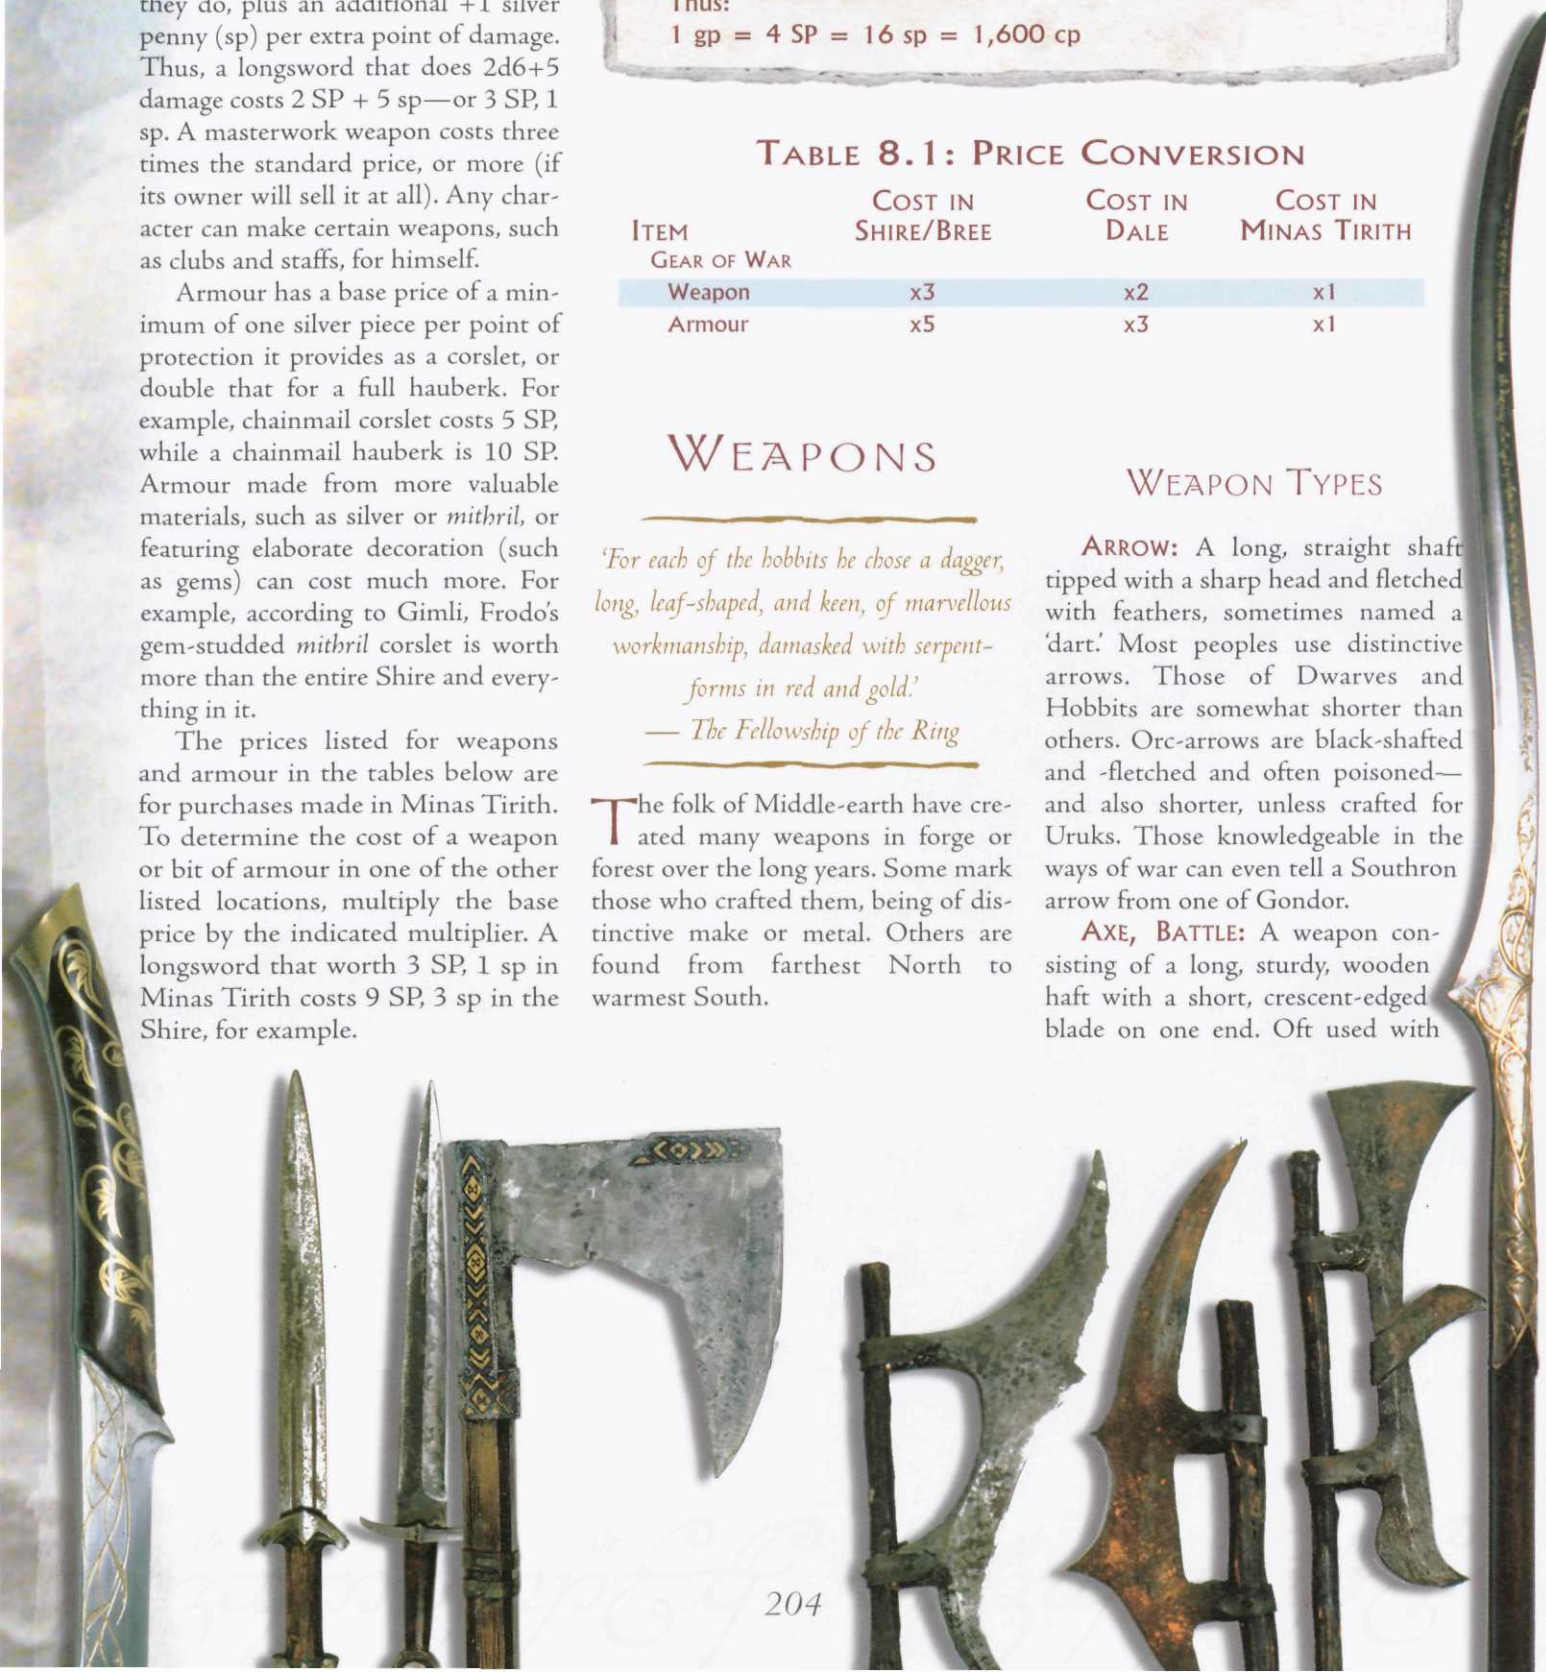 they do, plus an additional +1 silver
penny (sp) per extra point of damage.
Thus, a longsword that does 2d6+5
damage costs 2 SP + 5 sp—or 3 SP, 1
sp. A masterwork weapon costs three
times the standard price, or more (if
its owner will sell it at all). Any char-
acter can make certain weapons, such
as clubs and staffs, for himself.
Armour has a base price of a min-
imum of one silver piece per point of
protection it provides as a corslet, or
double that for a full hauberk. For
example, chainmail corslet costs 5 SP,
while a chainmail hauberk is 10 SP.
Armour made from more valuable
materials, such as silver or mithril, or
featuring elaborate decoration (such
as gems) can cost much more. For
example, according to Gimli, Frodo's
gem-studded mithril corslet is worth
more than the entire Shire and every-
thing in it.
The prices listed for weapons
and armour in the tables below are
for purchases made in Minas Tirith.
To determine the cost of a weapon
or bit of armour in one of the other
listed locations, multiply the base
price by the indicated multiplier. A
longsword that worth 3 SP, 1 sp in
Minas Tirith costs 9 SP, 3 sp in the
Shire, for example.
Thus:
1 gp = 4 SP = 16 sp = 1,600 cp
TABLE 8.1: PRICE CONVERSION
COST IN COST IN COST IN
ITEM SHIRE/BREE DALE MINAS TIRITH
GEAR OF WAR
Weapon x3 x2 x1
Armour x5 x3 x1
WEAPONS
'For each of the hobbits he chose a dagger,
long, leaf-shaped, and keen, of marvellous
workmanship, damasked with serpent-
forms in red and gold.'
— The Fellowship of the Ring
The folk of Middle-earth have cre-
ated many weapons in forge or
forest over the long years. Some mark
those who crafted them, being of dis-
tinctive make or metal. Others are
found from farthest North to
warmest South.
WEAPON TYPES
ARROW: A long, straight shaft
tipped with a sharp head and fletched
with feathers, sometimes named a
'dart.' Most peoples use distinctive
arrows. Those of Dwarves and
Hobbits are somewhat shorter than
others. Orc-arrows are black-shafted
and -fletched and often poisoned—
and also shorter, unless crafted for
Uruks. Those knowledgeable in the
ways of war can even tell a Southron
arrow from one of Gondor.
AXE, BATTLE: A weapon con-
sisting of a long, sturdy, wooden
haft with a short, crescent-edged
blade on one end. Oft used with
204